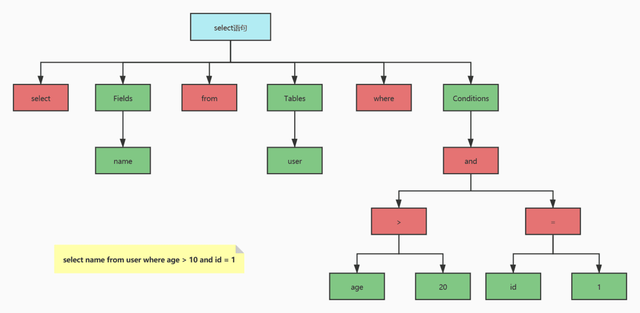 select语句
select Fields from Tables where Conditions
name user and
> =
select name from user where age > 10 and id = 1
age 20 id 1